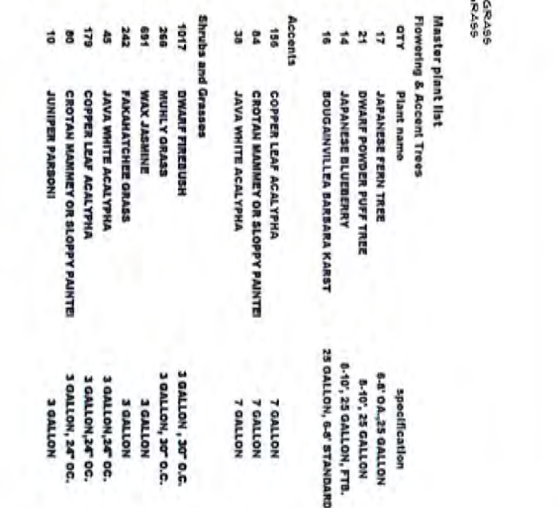 GRASS
RASS
Master plant list
Flowering & Accent Trees
QTY Plant name specification
17 JAPANESE FERN TREE 6-8' OA.,25 GALLON
21 DWARF POWDER PUFF TREE 8-10', 25 GALLON
14 JAPANESE BLUEBERRY 8-10', 25 GALLON, FTB.
16 BOUGAINVILLEA BARBARA KARST 25 GALLON, 6-8' STANDARD
Accents
156 COPPER LEAF ACALYPHA 7 GALLON
84 CROTAN MAMMEY OR SLOPPY PAINTEI 7 GALLON
38 JAVA WHITE ACALYPHA 7 GALLON
Shrubs and Grasses
1017 DWARF FIREBUSH 3 GALLON , 30" O.C.
266 MUHLY GRASS 3 GALLON, 30" O.C.
691 WAX JASMINE 3 GALLON
242 FAKAHATCHEE GRASS 3 GALLON
45 JAVA WHITE ACALYPHA 3 GALLON,24" OC.
179 COPPER LEAF ACALYPHA 3 GALLON,24" OC.
80 CROTAN MAMMEY OR SLOPPY PAINTEI 3 GALLON, 24" OC.
10 JUNIPER PARSONI 3 GALLON